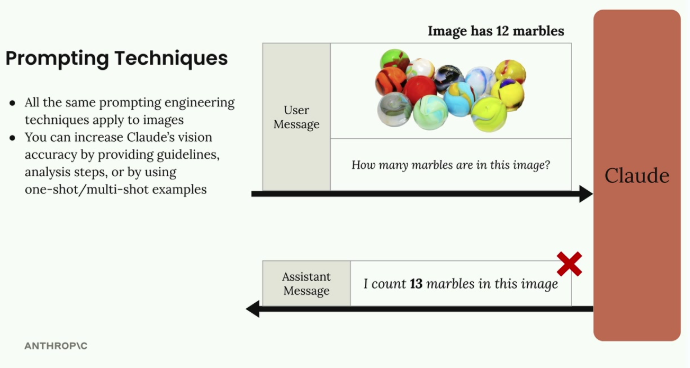 Image has 12 marbles
Prompting Techniques
● All the same prompting engineering
techniques apply to images
● You can increase Claude's vision
accuracy by providing guidelines,
analysis steps, or by using
one-shot/multi-shot examples
User
Message
How many marbles are in this image?
Claude
Assistant
Message
I count 13 marbles in this image
ANTHROP\C